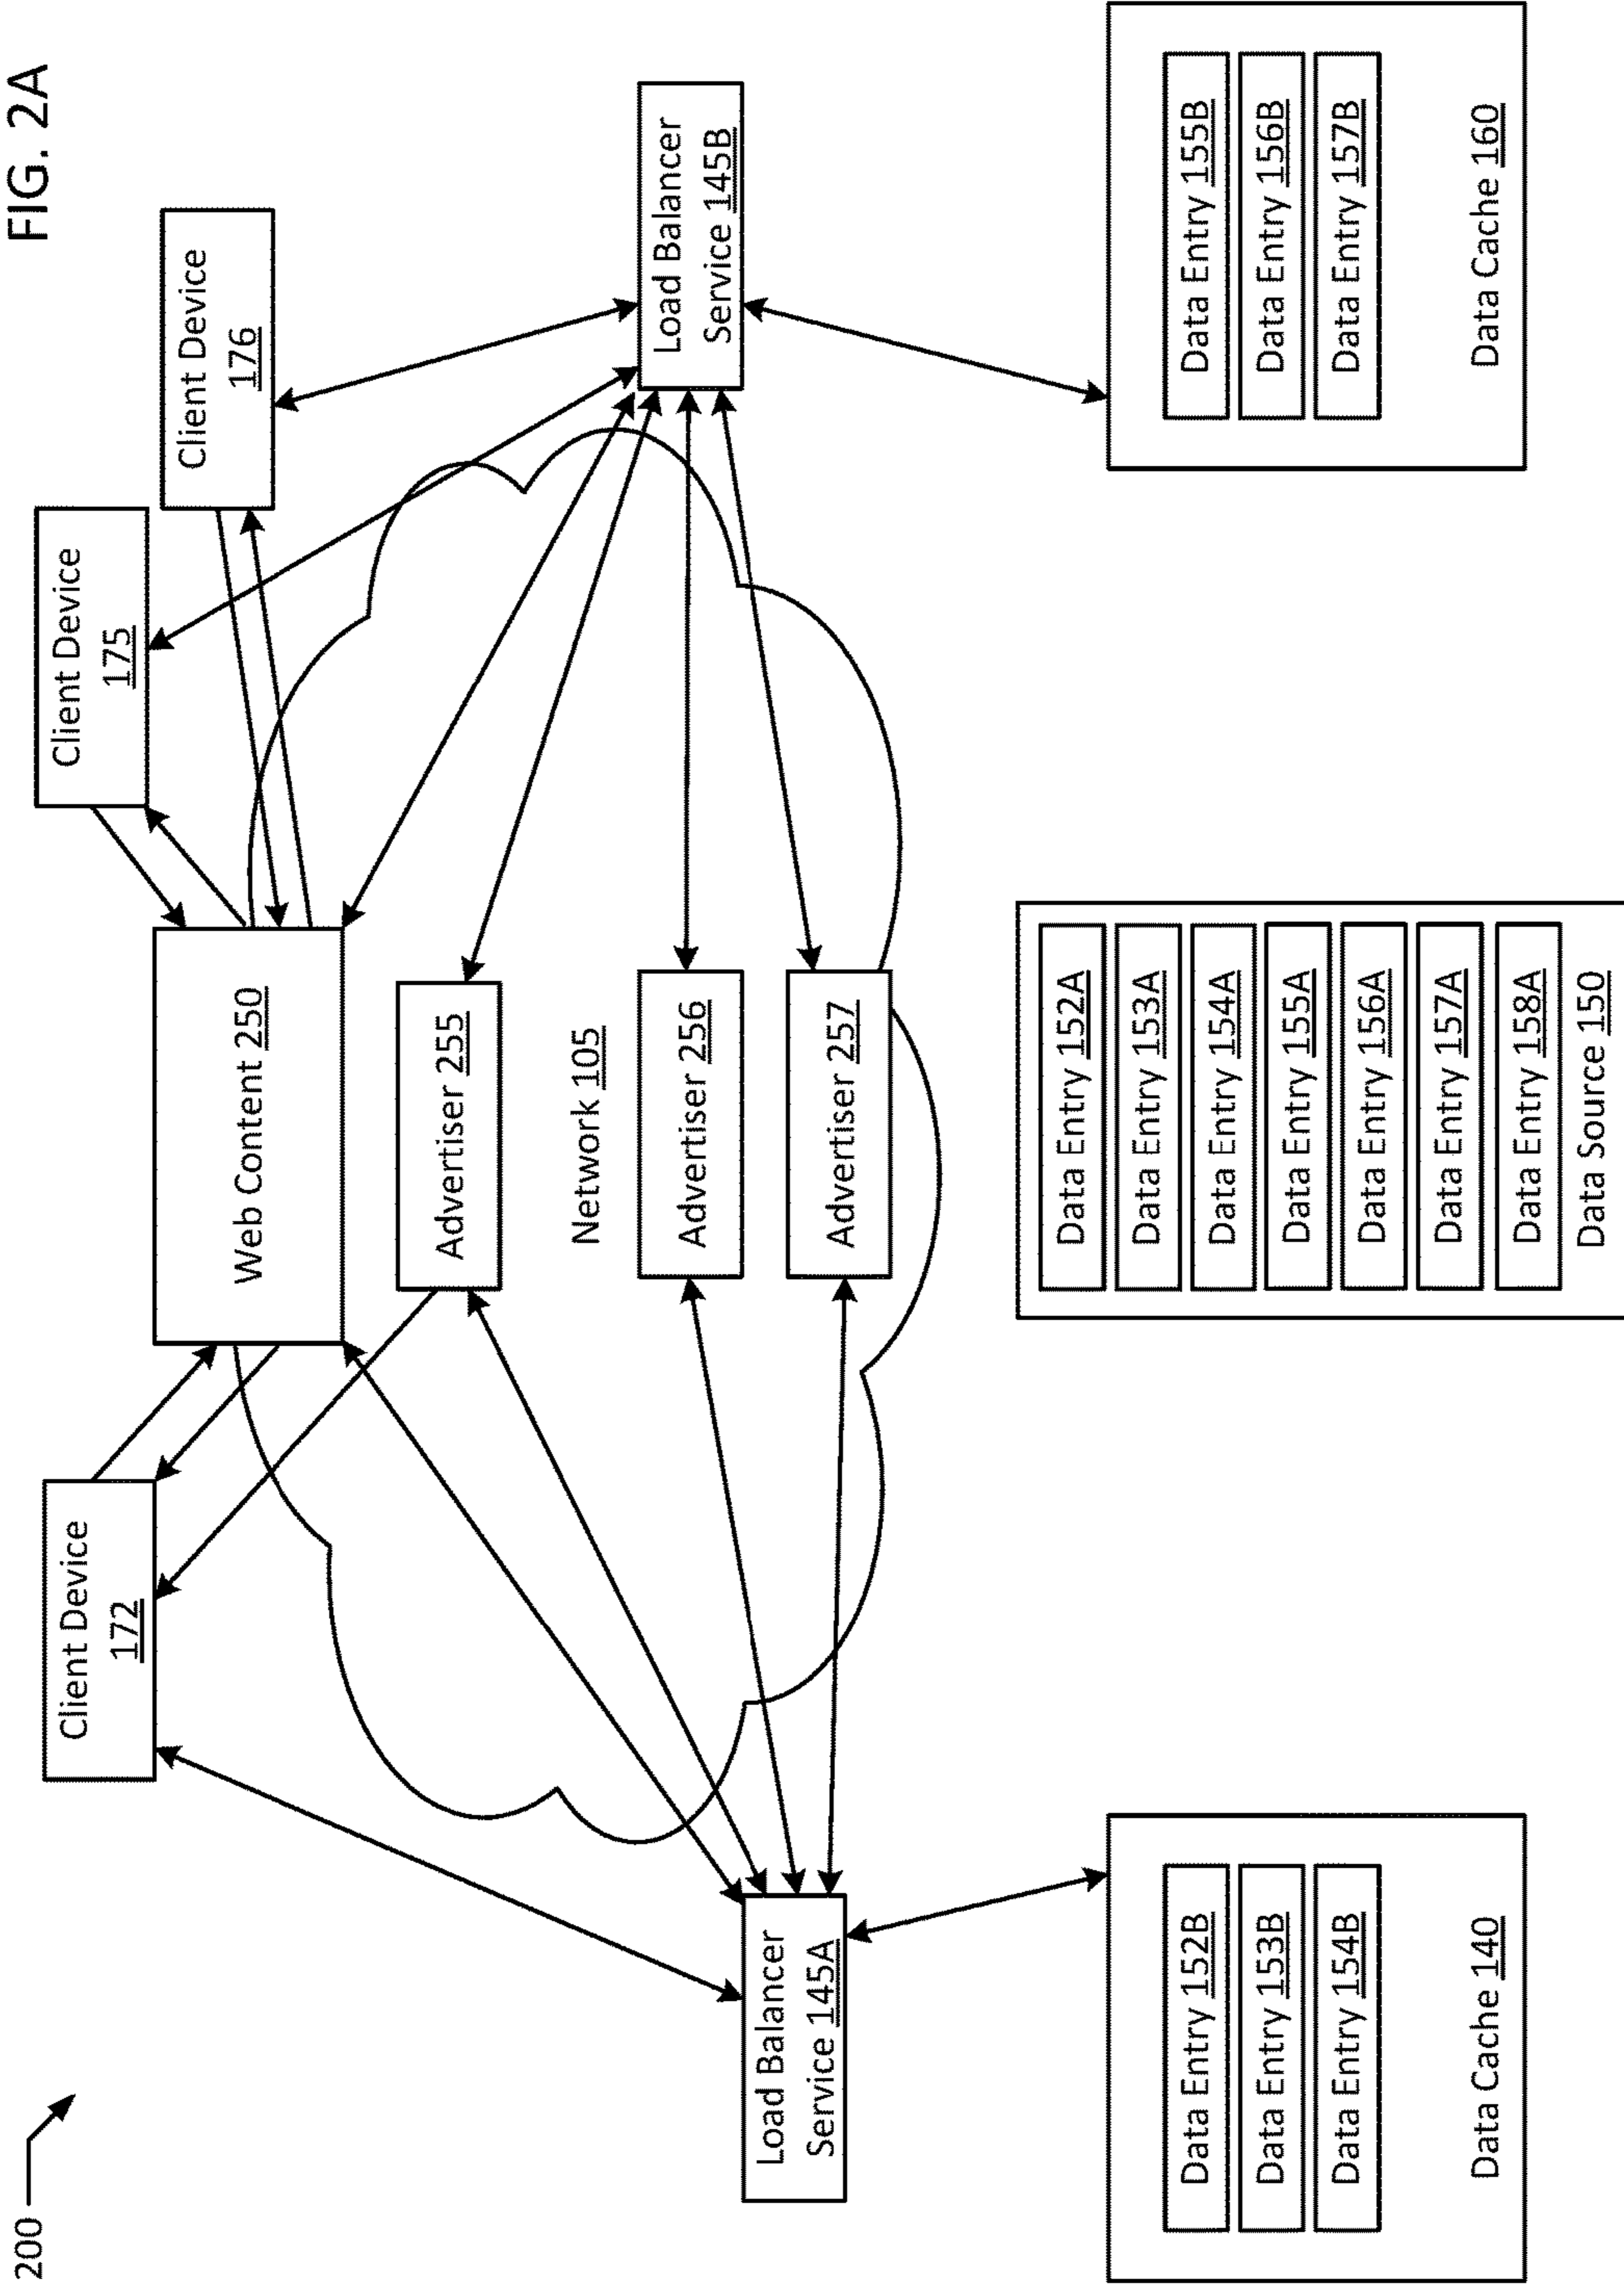 FIG. 2A
200
Client Device
172
Web Content 250
Client Device
175
Client Device
176
Advertiser 255
Network 105
Advertiser 256
Advertiser 257
Load Balancer
Service 145A
Load Balancer
Service 145B
Data Entry 152B
Data Entry 153B
Data Entry 154B
Data Cache 140
Data Entry 152A
Data Entry 153A
Data Entry 154A
Data Entry 155A
Data Entry 156A
Data Entry 157A
Data Entry 158A
Data Source 150
Data Entry 155B
Data Entry 156B
Data Entry 157B
Data Cache 160